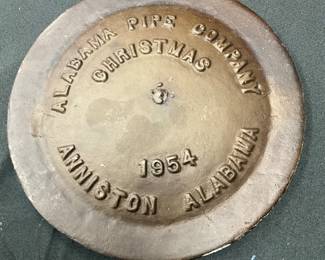 ALABAMA PIPE COMPANY
CHRISTMAS
1954
ANNISTON ALABAMA